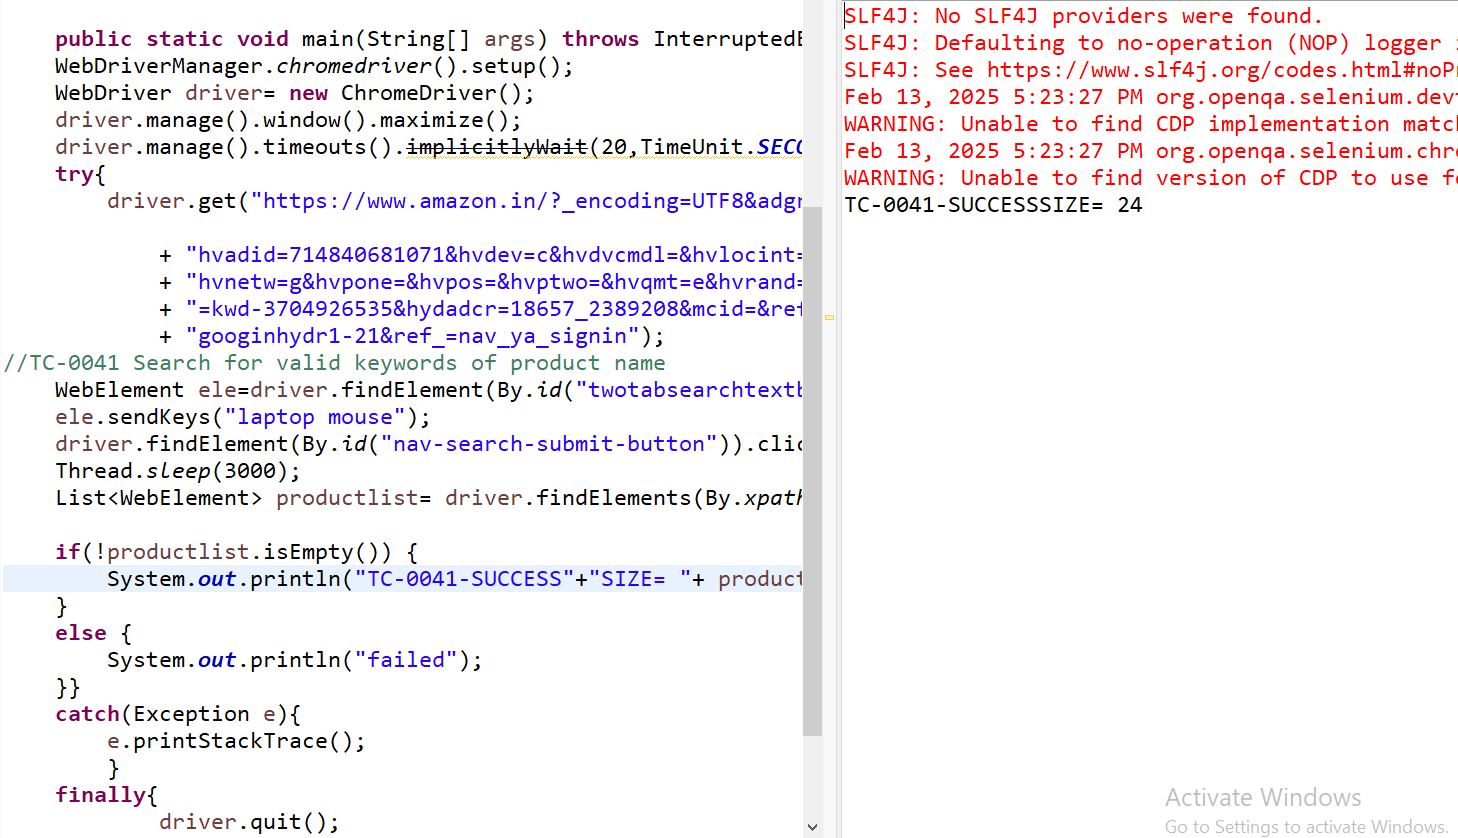 public static void main(String[] args) throws InterruptedE
WebDriverManager.chromedriver().setup();
WebDriver driver= new ChromeDriver();
driver.manage().window().maximize();
driver.manage().timeouts().implicitlyWait(20,TimeUnit.SECO
try{
driver.get("https://www.amazon.in/?_encoding=UTF8&adgr
+ "hvadid=714840681071&hvdev=c&hvdvcmdl=&hvlocint=
+ "hvnetw=g&hvpone=&hvpos=&hvptwo=&hvqmt=e&hvrand=
+ "=kwd-3704926535&hydadcr=18657_2389208&mcid=&ref
+ "googinhydr1-21&ref_=nav_ya_signin");
//TC-0041 Search for valid keywords of product name
WebElement ele=driver.findElement(By.id("twotabsearchtextb
ele.sendKeys("laptop mouse");
driver.findElement(By.id("nav-search-submit-button")).clic
Thread.sleep(3000);
List<WebElement> productlist= driver.findElements(By.xpath
if(!productlist.isEmpty()) {
System.out.println("TC-0041-SUCCESS"+"SIZE= "+ product
}
else {
System.out.println("failed");
}}
catch(Exception e){
e.printStackTrace();
}
finally{
driver.quit();
SLF4J: No SLF4J providers were found.
SLF4J: Defaulting to no-operation (NOP) logger
SLF4J: See https://www.slf4j.org/codes.html#noPr
Feb 13, 2025 5:23:27 PM org.openqa.selenium.dev
WARNING: Unable to find CDP implementation match
Feb 13, 2025 5:23:27 PM org.openqa.selenium.chro
WARNING: Unable to find version of CDP to use fo
TC-0041-SUCCESSSIZE= 24
Activate Windows
Go to Settings to activate Windows.